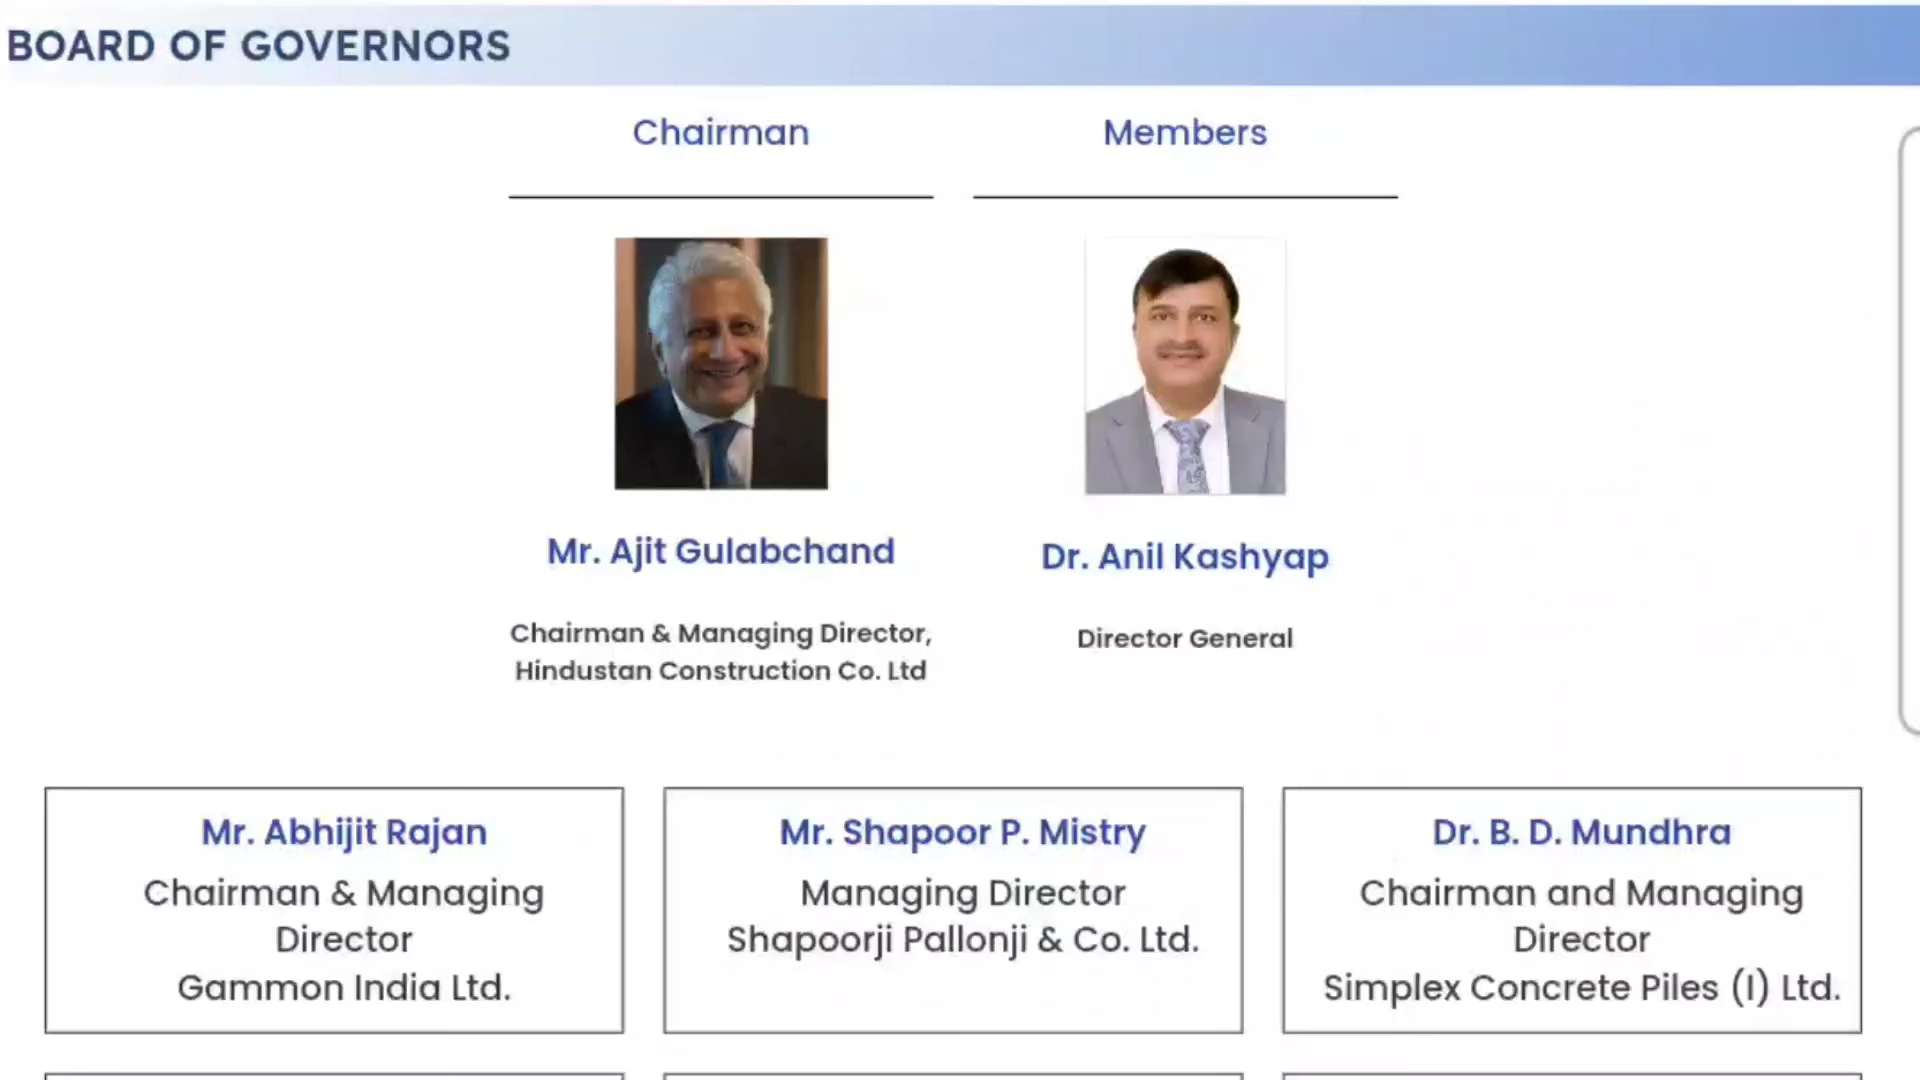 BOARD OF GOVERNORS
Chairman
Members
Mr. Ajit Gulabchand
Chairman & Managing Director,
Hindustan Construction Co. Ltd
Dr. Anil Kashyap
Director General
Mr. Abhijit Rajan
Chairman & Managing
Director
Gammon India Ltd.
Mr. Shapoor P. Mistry
Managing Director
Shapoorji Pallonji & Co. Ltd.
Dr. B. D. Mundhra
Chairman and Managing
Director
Simplex Concrete Piles (I) Ltd.